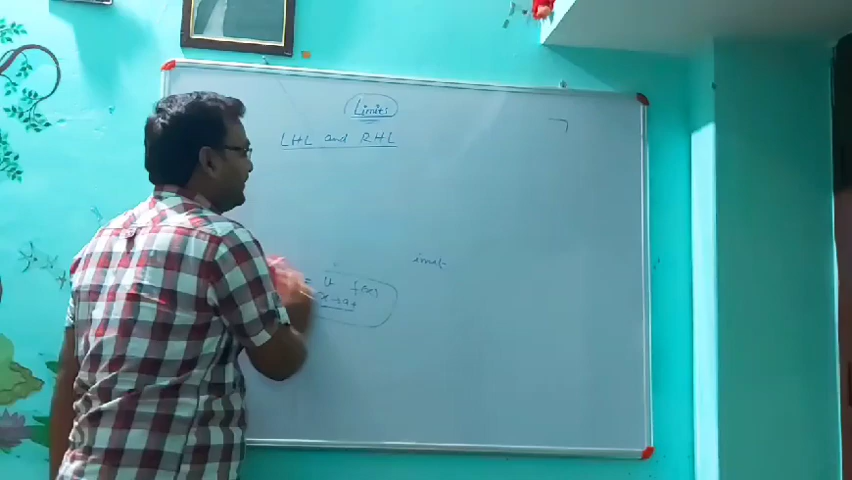 Limits
LHL and RHL
= lt f(x)
x→a+